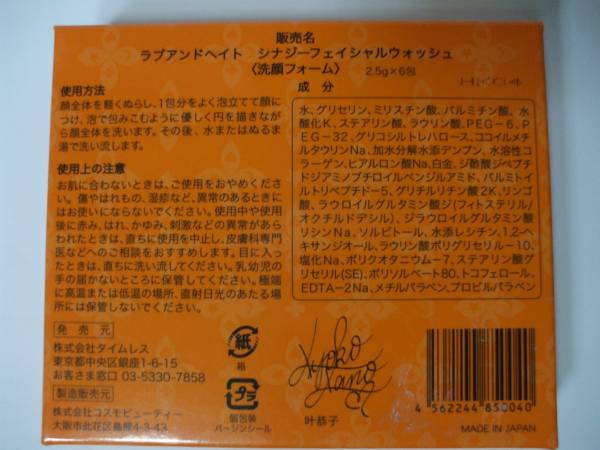 販売名
ラブアンドヘイト シナジーフェイシャルウォッシュ
〈洗顔フォーム〉 2.5g×6包
使用方法
顔全体を軽くぬらし、1包分をよく泡立てて顔に
つけ、泡で包みこむように優しく円を描きなが
ら顔全体を洗います。その後、水またはぬるま
湯で洗い流します。
使用上の注意
お肌に合わないときは、ご使用をおやめくださ
い。傷やはれもの、湿疹など、異常のあるときに
はお使いにならないでください。使用中や使用
後に赤み、はれ、かゆみ、刺激などの異常があら
われたときは、直ちに使用を中止し、皮膚科専門
医などへのご相談をおすすめします。目に入っ
たときは、直ちに洗い流してください。乳幼児の
手の届かないところに保管してください。極端
に高温または低温の場所、直射日光のあたる場
所には保管しないでください。
成分
水、グリセリン、ミリスチン酸、パルミチン酸、水
酸化K、ステアリン酸、ラウリン酸、PEG-6、P
EG-32、グリコシルトレハロース、ココイルメチ
ルタウリンNa、加水分解水添デンプン、水溶性コ
ラーゲン、ヒアルロン酸Na、白金、ジ酢酸ジペプチ
ドジアミノブチロイルベンジルアミド、パルミトイ
ルトリペプチド-5、グリチルリチン酸2K、リンゴ
酸、ラウロイルグルタミン酸ジ(フィトステリル/
オクチルドデシル)、ジラウロイルグルタミン酸
リシンNa、ソルビトール、水添レシチン、1,2-ヘ
キサンジオール、ラウリン酸ポリグリセリル-10、
塩化Na、ポリクオタニウム-7、ステアリン酸グ
リセリル(SE)、ポリソルベート80、トコフェロール、
EDTA-2Na、メチルパラベン、プロピルパラベン
発売元
株式会社タイムレス
東京都中央区銀座1-6-15
お客さま窓口 03-5330-7858
製造販売元
株式会社コスモビューティー
大阪市此花区島屋4-3-43
紙
箱
プラ
個包装
バージンシール
Kyoko Kano
叶恭子
4 562244 850040
MADE IN JAPAN